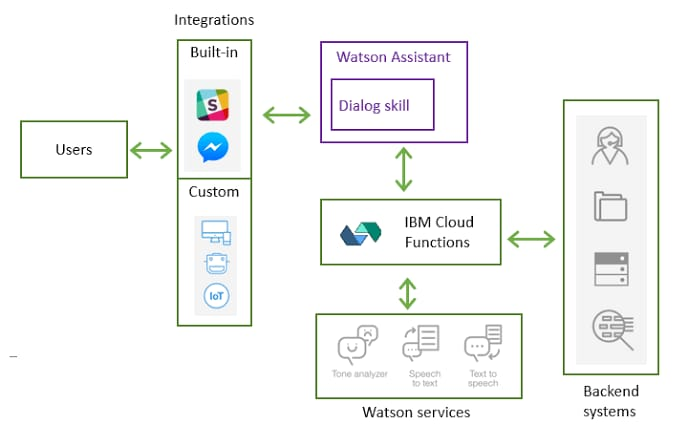 Integrations
Built-in
S
Custom
IoT
Users
Watson Assistant
Dialog skill
IBM Cloud
Functions
Tone analyzer
Speech
to text
Text to
speech
Watson services
Backend
systems